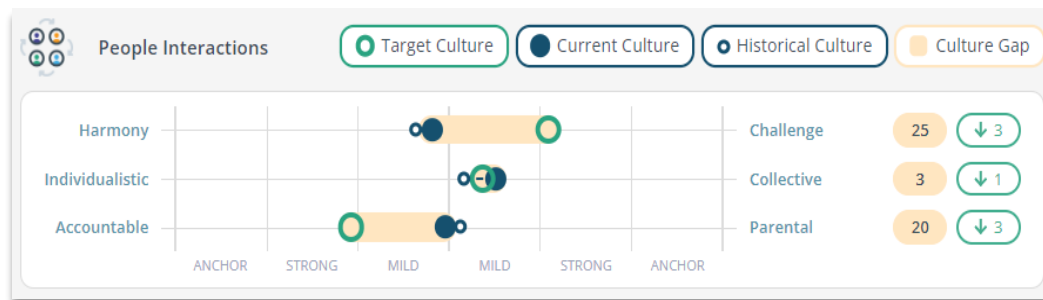 People Interactions
Target Culture
Current Culture
Historical Culture
Culture Gap
Harmony Challenge 25 ↓ 3
Individualistic Collective 3 ↓ 1
Accountable Parental 20 ↓ 3
ANCHOR STRONG MILD MILD STRONG ANCHOR